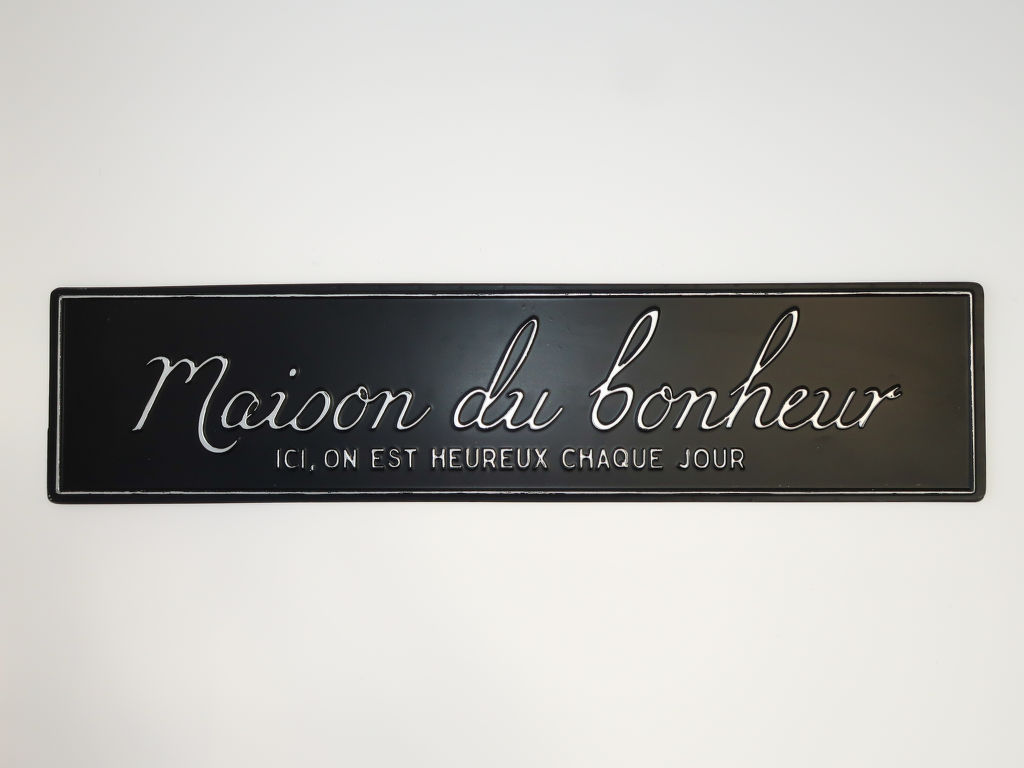 Maison du bonheur
ICI, ON EST HEUREUX CHAQUE JOUR